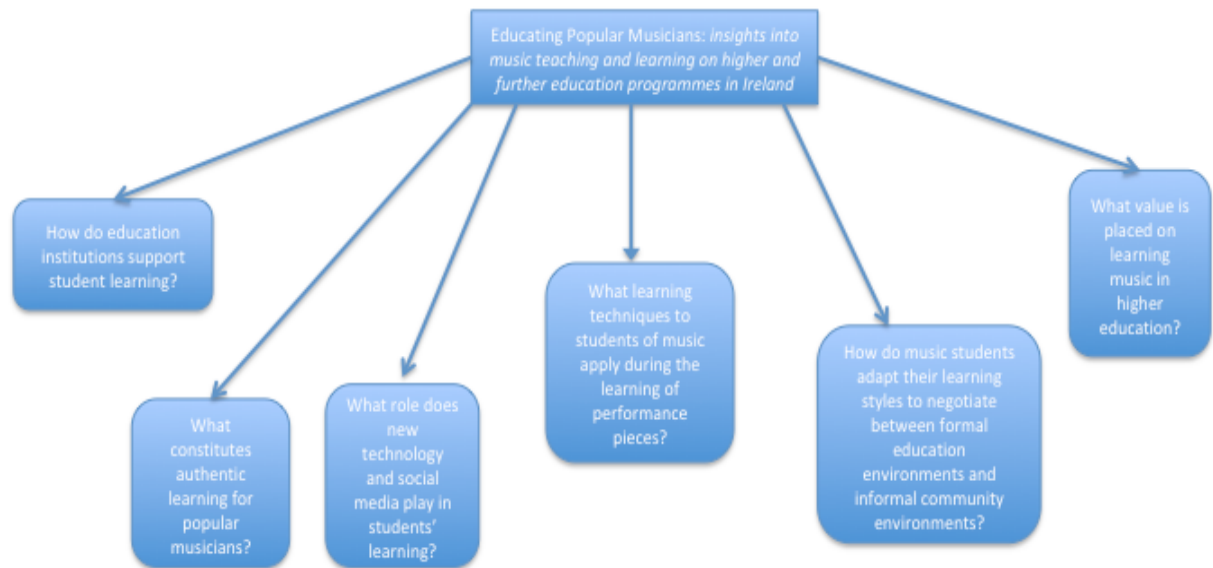 Educating Popular Musicians: insights into
music teaching and learning on higher and
further education programmes in Ireland
How do education
institutions support
student learning?
What
constitutes
authentic
learning for
popular
musicians?
What role does
new
technology
and social
media play in
students’
learning?
What learning
techniques to
students of music
apply during the
learning of
performance
pieces?
How do music students
adapt their learning
styles to negotiate
between formal
education
environments and
informal community
environments?
What value is
placed on
learning
music in
higher
education?